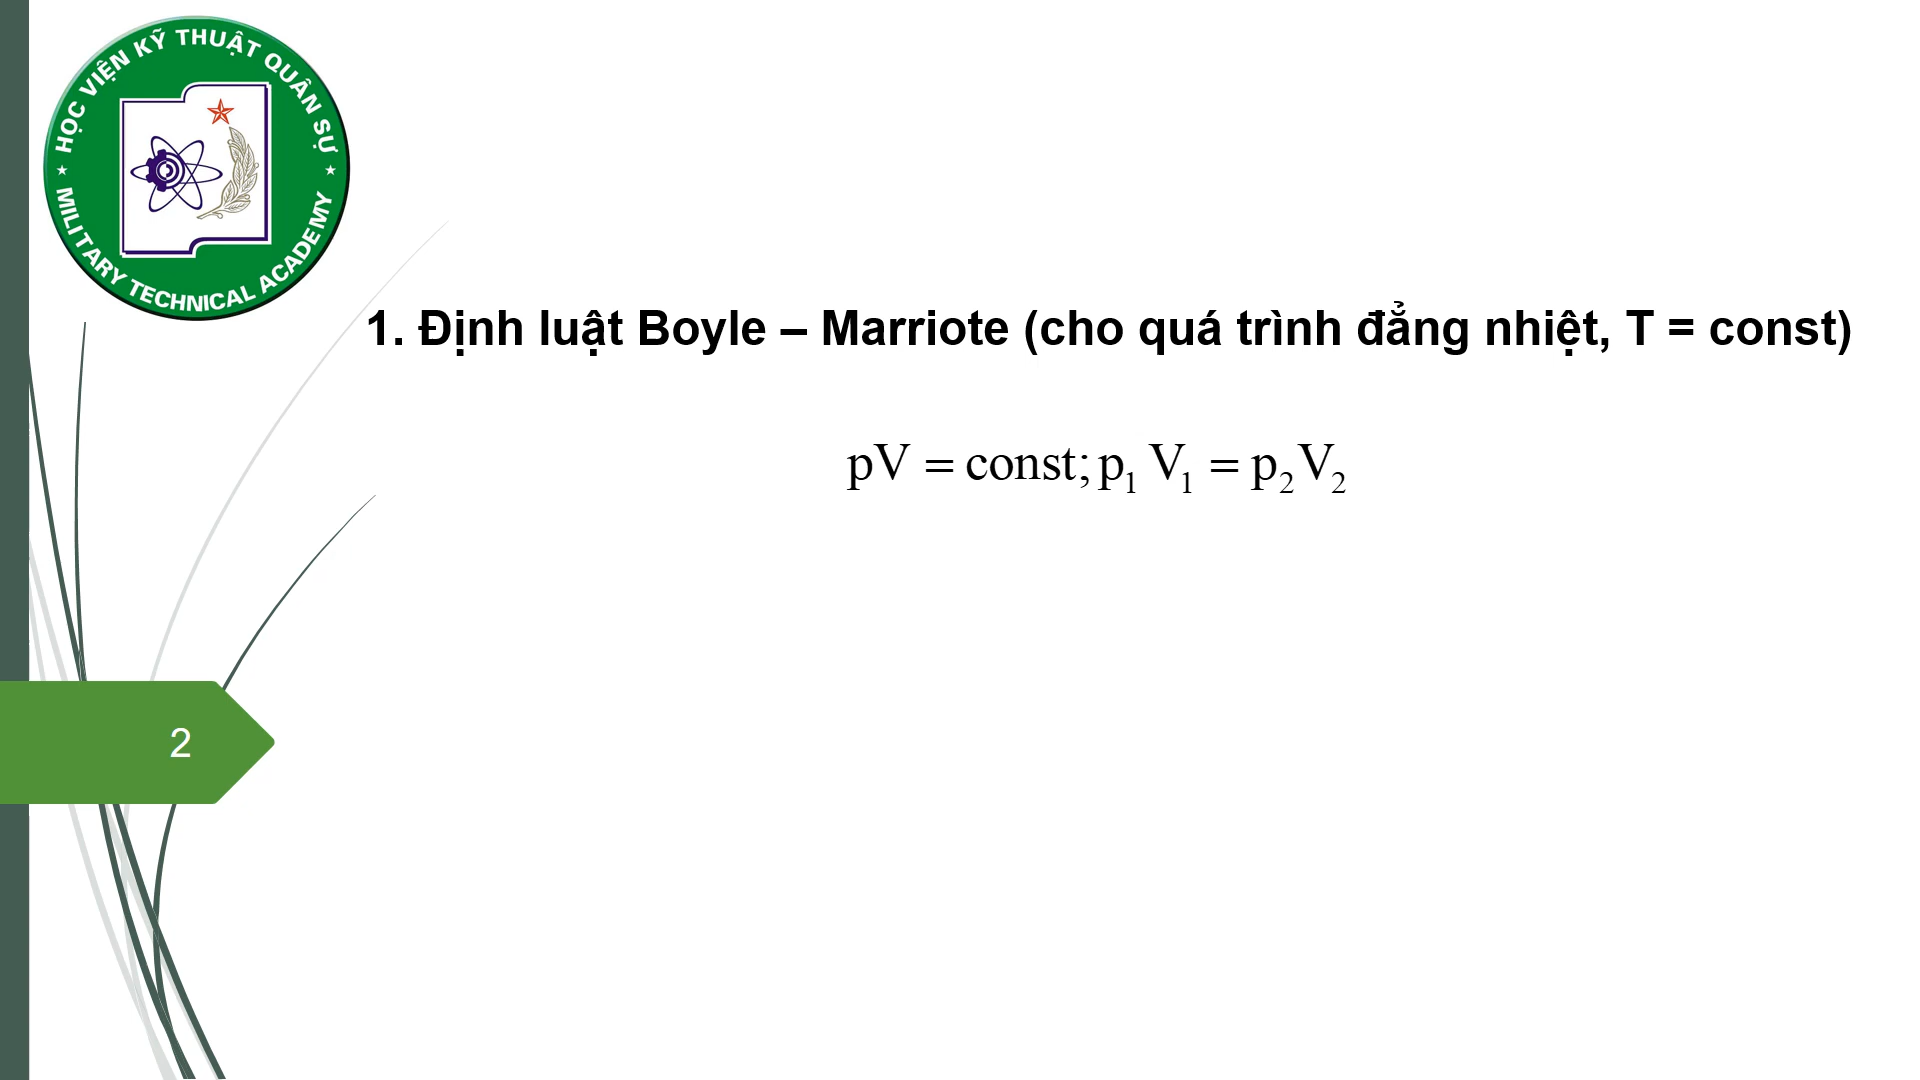 HỌC VIỆN KỸ THUẬT QUÂN SỰ
MILITARY TECHNICAL ACADEMY
1. Định luật Boyle – Marriote (cho quá trình đẳng nhiệt, T = const)
pV = const; p₁ V₁ = p₂V₂
2